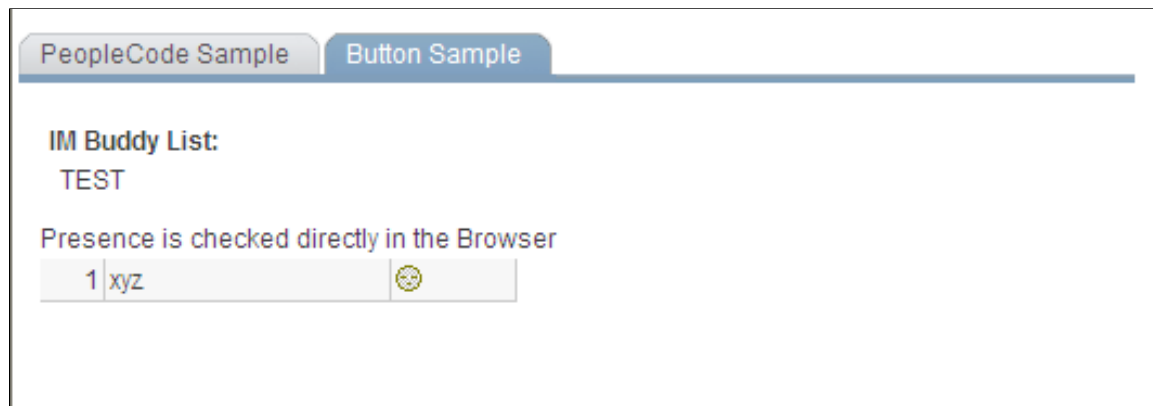 PeopleCode Sample Button Sample
IM Buddy List:
TEST
Presence is checked directly in the Browser
1 xyz